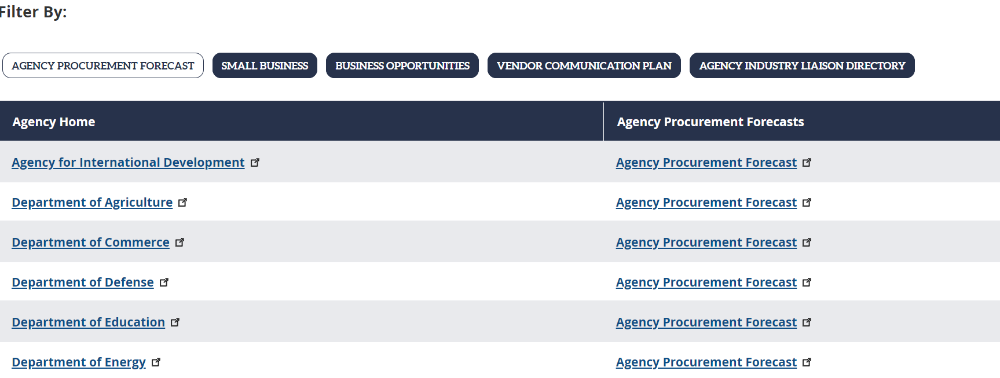 Filter By:
AGENCY PROCUREMENT FORECAST SMALL BUSINESS BUSINESS OPPORTUNITIES VENDOR COMMUNICATION PLAN AGENCY INDUSTRY LIAISON DIRECTORY
Agency Home Agency Procurement Forecasts
Agency for International Development Agency Procurement Forecast
Department of Agriculture Agency Procurement Forecast
Department of Commerce Agency Procurement Forecast
Department of Defense Agency Procurement Forecast
Department of Education Agency Procurement Forecast
Department of Energy Agency Procurement Forecast